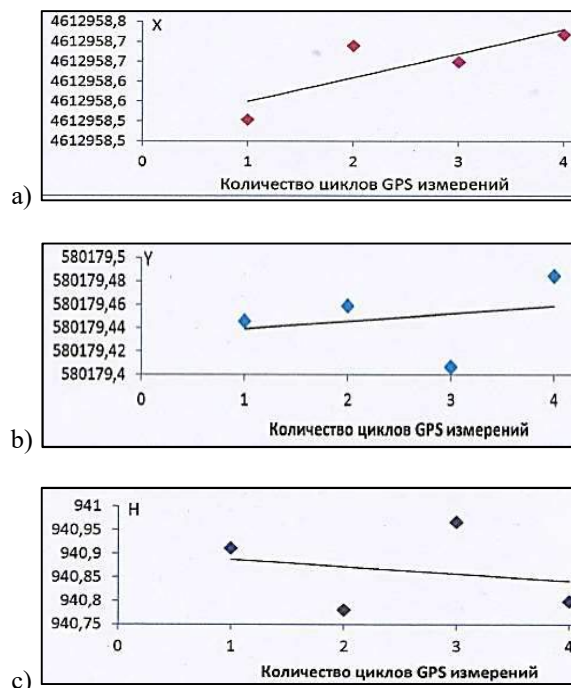 4612958,8
X
4612958,7
4612958,7
4612958,6
4612958,6
4612958,5
4612958,5
0 1 2 3 4
Количество циклов GPS измерений
a)
580179,5
Y
580179,48
580179,46
580179,44
580179,42
580179,4
0 1 2 3 4
Количество циклов GPS измерений
b)
941
H
940,95
940,9
940,85
940,8
940,75
0 1 2 3 4
Количество циклов GPS измерений
c)